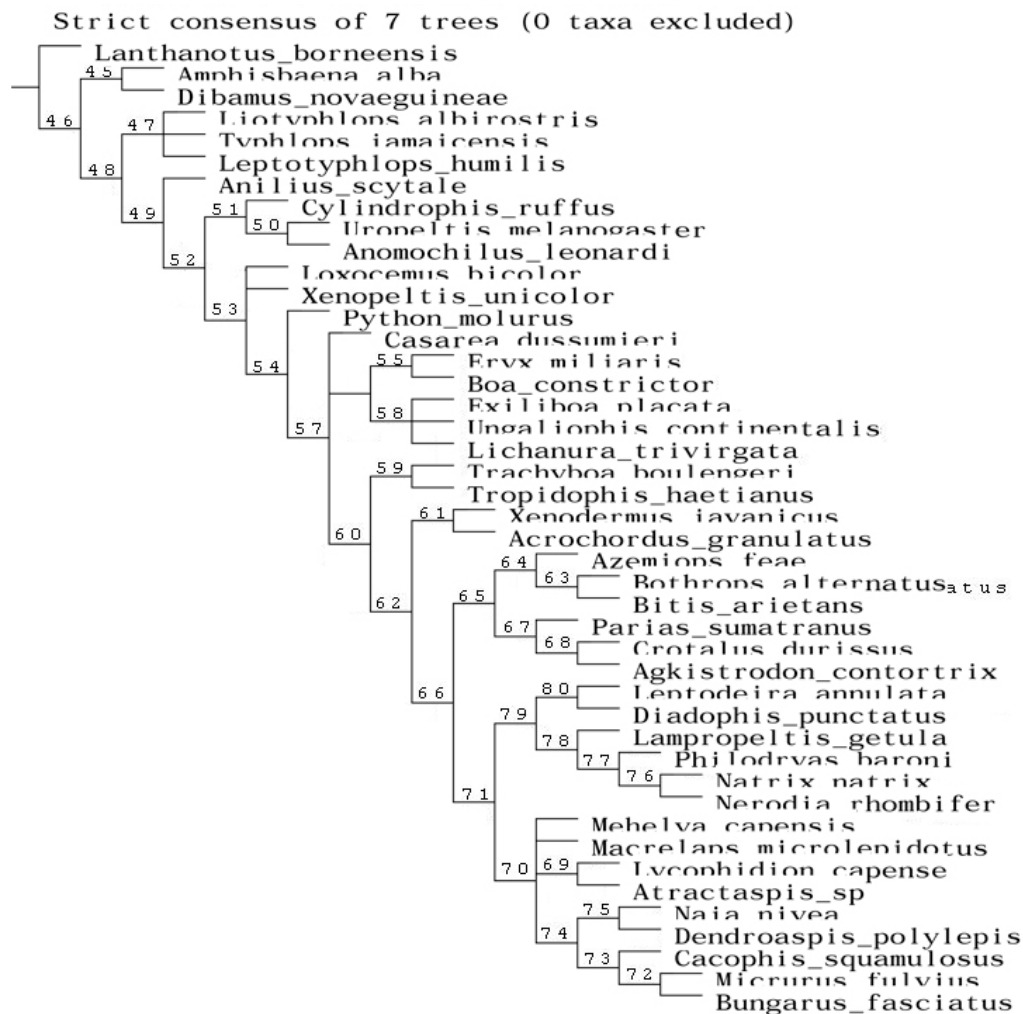 Strict consensus of 7 trees (0 taxa excluded)
Lanthanotus_borneensis
45
Amphisbaena_alba
Dibamus_novaeguineae
46
47
Liotyphlops_albirostris
Typhlops_jamaicensis
48
Leptotyphlops_humilis
Anilius_scytale
49
51
Cylindrophis_ruffus
50
Uropeltis_melanogaster
Anomochilus_leonardi
52
Loxocemus_bicolor
Xenopeltis_unicolor
53
Python_molurus
Casarea_dussumieri
54
55
Eryx_miliaris
Boa_constrictor
Exiliboa_placata
58
Ungaliophis_continentalis
57
Lichanura_trivirgata
59
Trachyboa_boulengeri
Tropidophis_haetianus
61
Xenodermus_javanicus
60
Acrochordus_granulatus
64
Azemiops_feae
63
Bothrops_alternatusatus
65
62
Bitis_arietans
67
Parias_sumatranus
68
Crotalus_durissus
Agkistrodon_contortrix
66
80
Leptodeira_annulata
79
Diadophis_punctatus
78
Lampropeltis_getula
77
Philodryas_baroni
76
Natrix_natrix
71
Nerodia_rhombifer
Mehelya_capensis
Macrelaps_microlepidotus
70
69
Lycophidion_capense
Atractaspis_sp
75
Naja_nivea
74
Dendroaspis_polylepis
73
Cacophis_squamulosus
72
Micrurus_fulvius
Bungarus_fasciatus